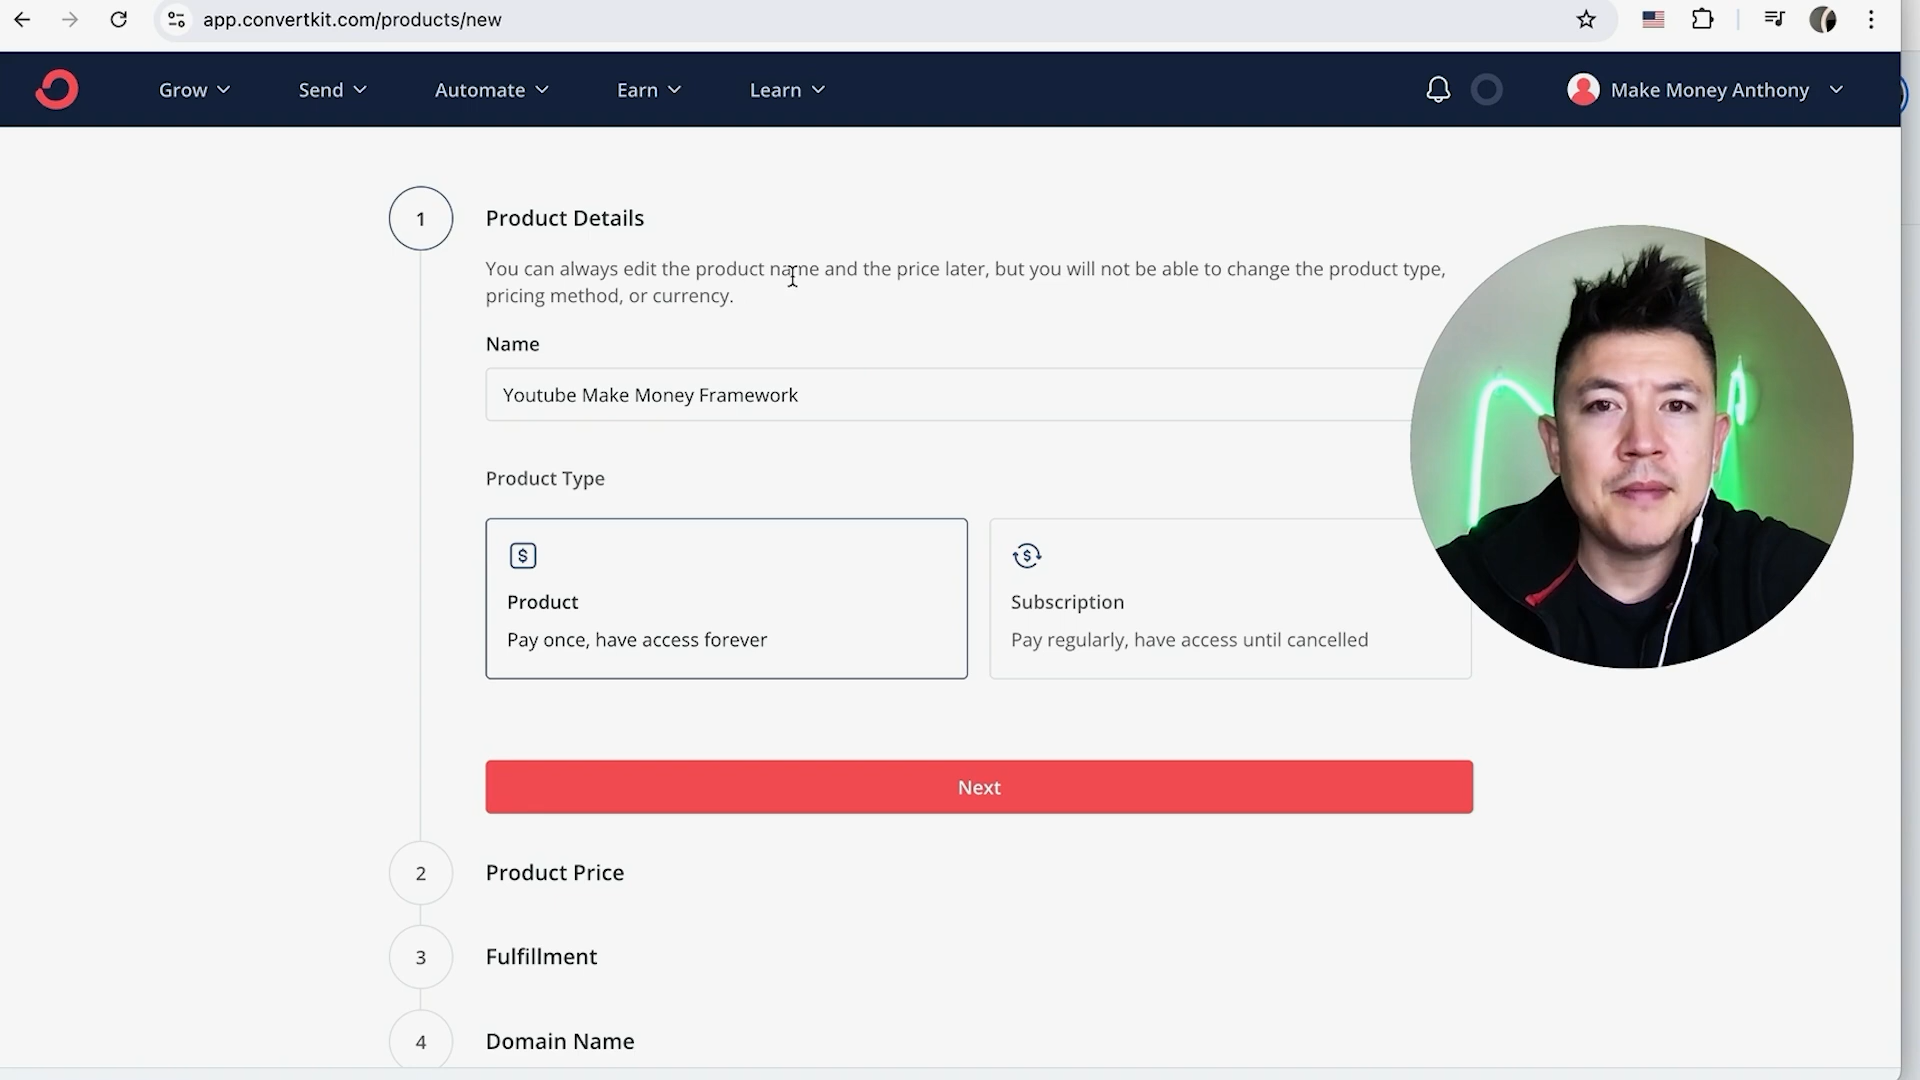 app.convertkit.com/products/new
Grow
Send
Automate
Earn
Learn
Make Money Anthony
1
Product Details
You can always edit the product name and the price later, but you will not be able to change the product type,
pricing method, or currency.
Name
Youtube Make Money Framework
Product Type
$
Product
Pay once, have access forever
$
Subscription
Pay regularly, have access until cancelled
Next
2
Product Price
3
Fulfillment
4
Domain Name